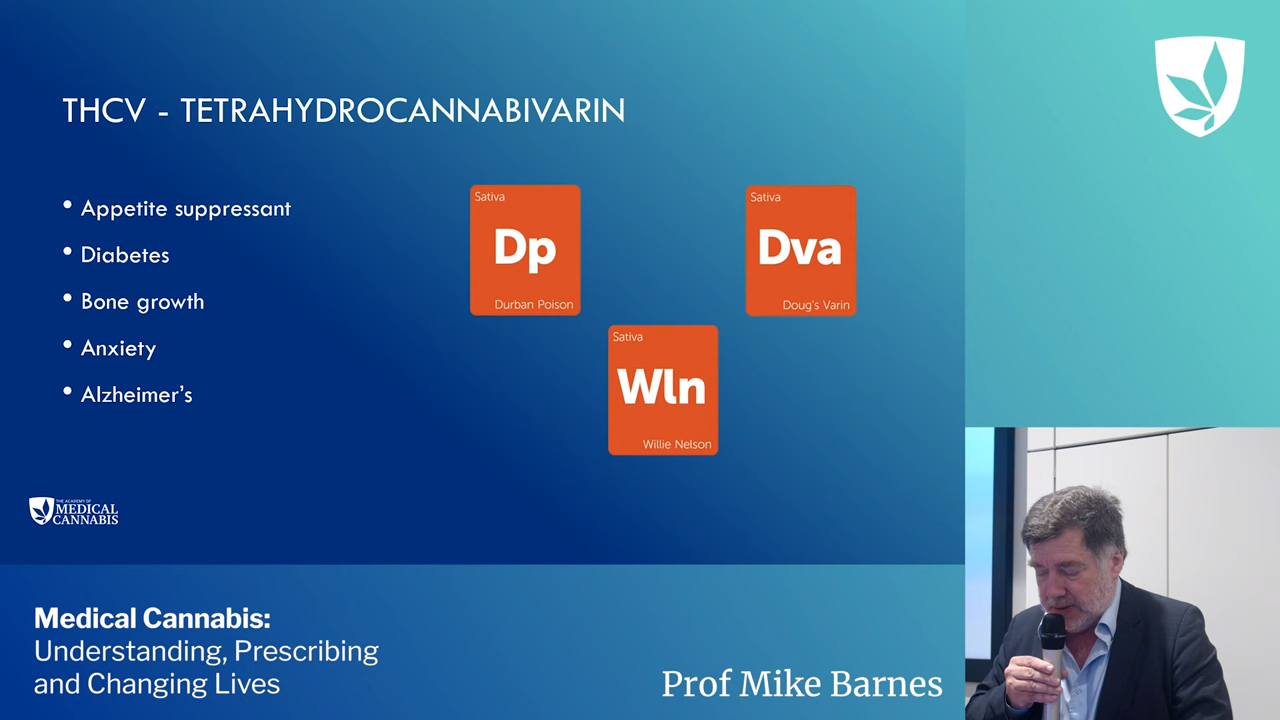 THCV - TETRAHYDROCANNABIVARIN
• Appetite suppressant
• Diabetes
• Bone growth
• Anxiety
• Alzheimer's
Sativa
Dp
Durban Poison
Sativa
Dva
Doug's Varin
Sativa
Wln
Willie Nelson
THE ACADEMY OF
MEDICAL
CANNABIS
Medical Cannabis:
Understanding, Prescribing
and Changing Lives
Prof Mike Barnes